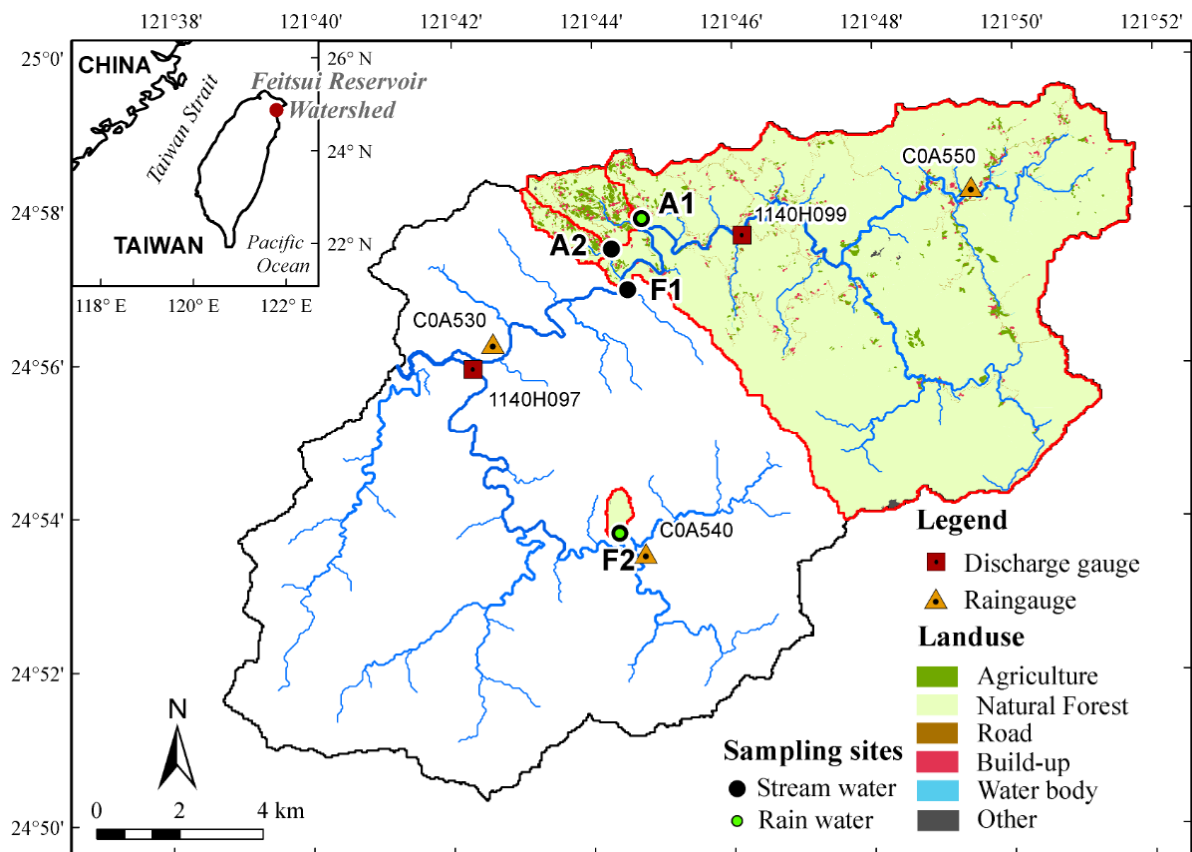 121°38'
121°40'
121°42'
121°44'
121°46'
121°48'
121°50'
121°52'
25°0'
24°58'
24°56'
24°54'
24°52'
24°50'
CHINA
Taiwan Strait
Feitsui Reservoir
Watershed
TAIWAN
Pacific
Ocean
26° N
24° N
22° N
118° E
120° E
122° E
C0A550
A1
1140H099
A2
F1
C0A530
1140H097
C0A540
F2
N
0 2 4 km
Sampling sites
Stream water
Rain water
Legend
Discharge gauge
Raingauge
Landuse
Agriculture
Natural Forest
Road
Build-up
Water body
Other